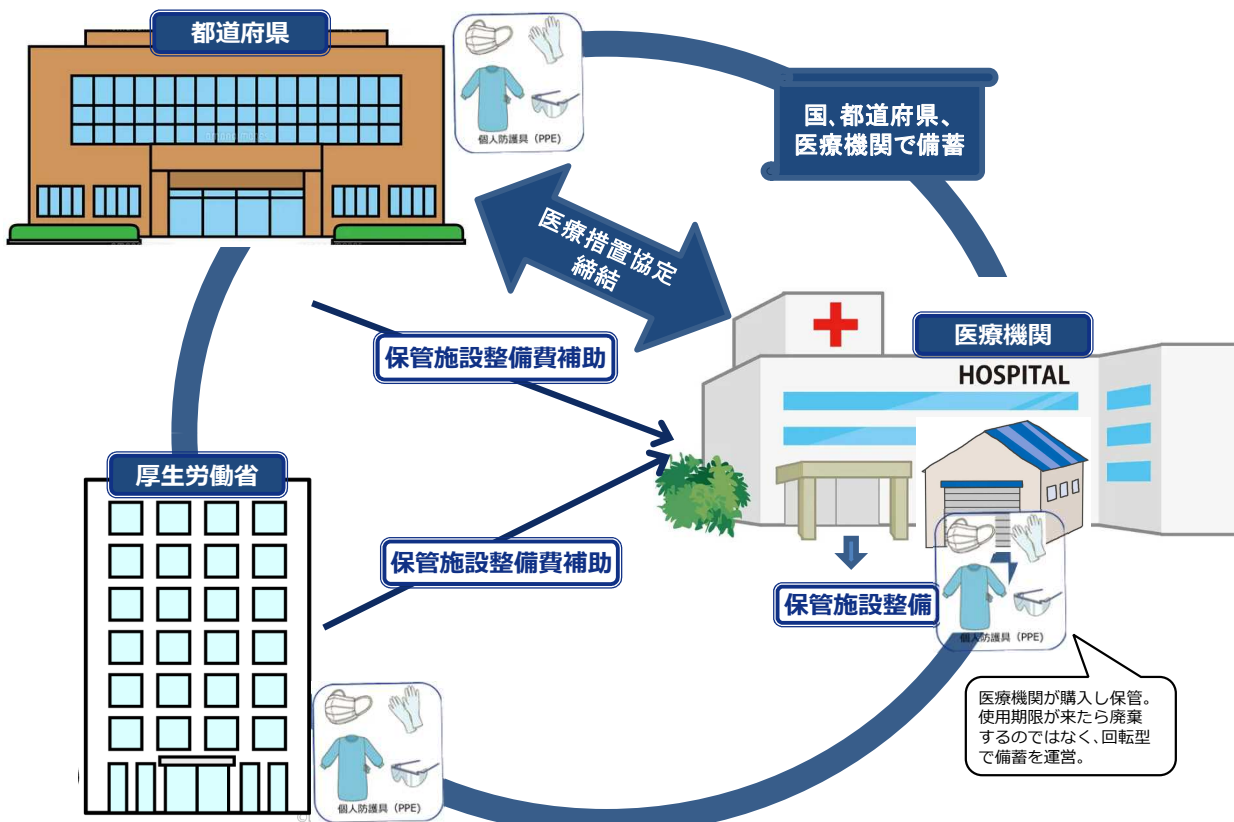 都道府県
個人防護具（PPE）
国、都道府県、
医療機関で備蓄
医療措置協定
締結
保管施設整備費補助
医療機関
HOSPITAL
厚生労働省
保管施設整備費補助
保管施設整備
個人防護具（PPE）
医療機関が購入し保管。
使用期限が来たら廃棄
するのではなく、回転型
で備蓄を運営。
個人防護具（PPE）